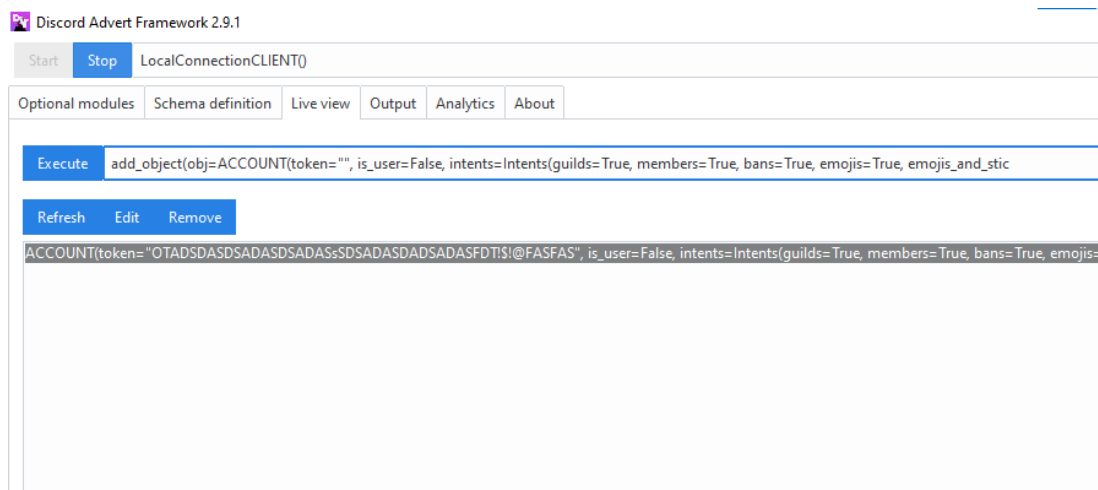 Discord Advert Framework 2.9.1
Start Stop LocalConnectionCLIENT()
Optional modules Schema definition Live view Output Analytics About
Execute add_object(obj=ACCOUNT(token="", is_user=False, intents=Intents(guilds=True, members=True, bans=True, emojis=True, emojis_and_stic
Refresh Edit Remove
ACCOUNT(token="OTADSDASDSADASDSADASsSDSADASDADSADASFDT!$!@FASFAS", is_user=False, intents=Intents(guilds=True, members=True, bans=True, emojis=